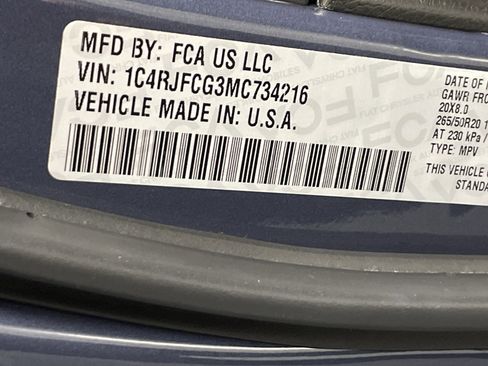 MFD BY: FCA US LLC
VIN: 1C4RJFCG3MC734216
VEHICLE MADE IN: U.S.A.
DATE OF
GAWR FRO
20X8.0
265/50R20 1
AT 230 kPa /
TYPE: MPV
THIS VEHICLE
STANDA